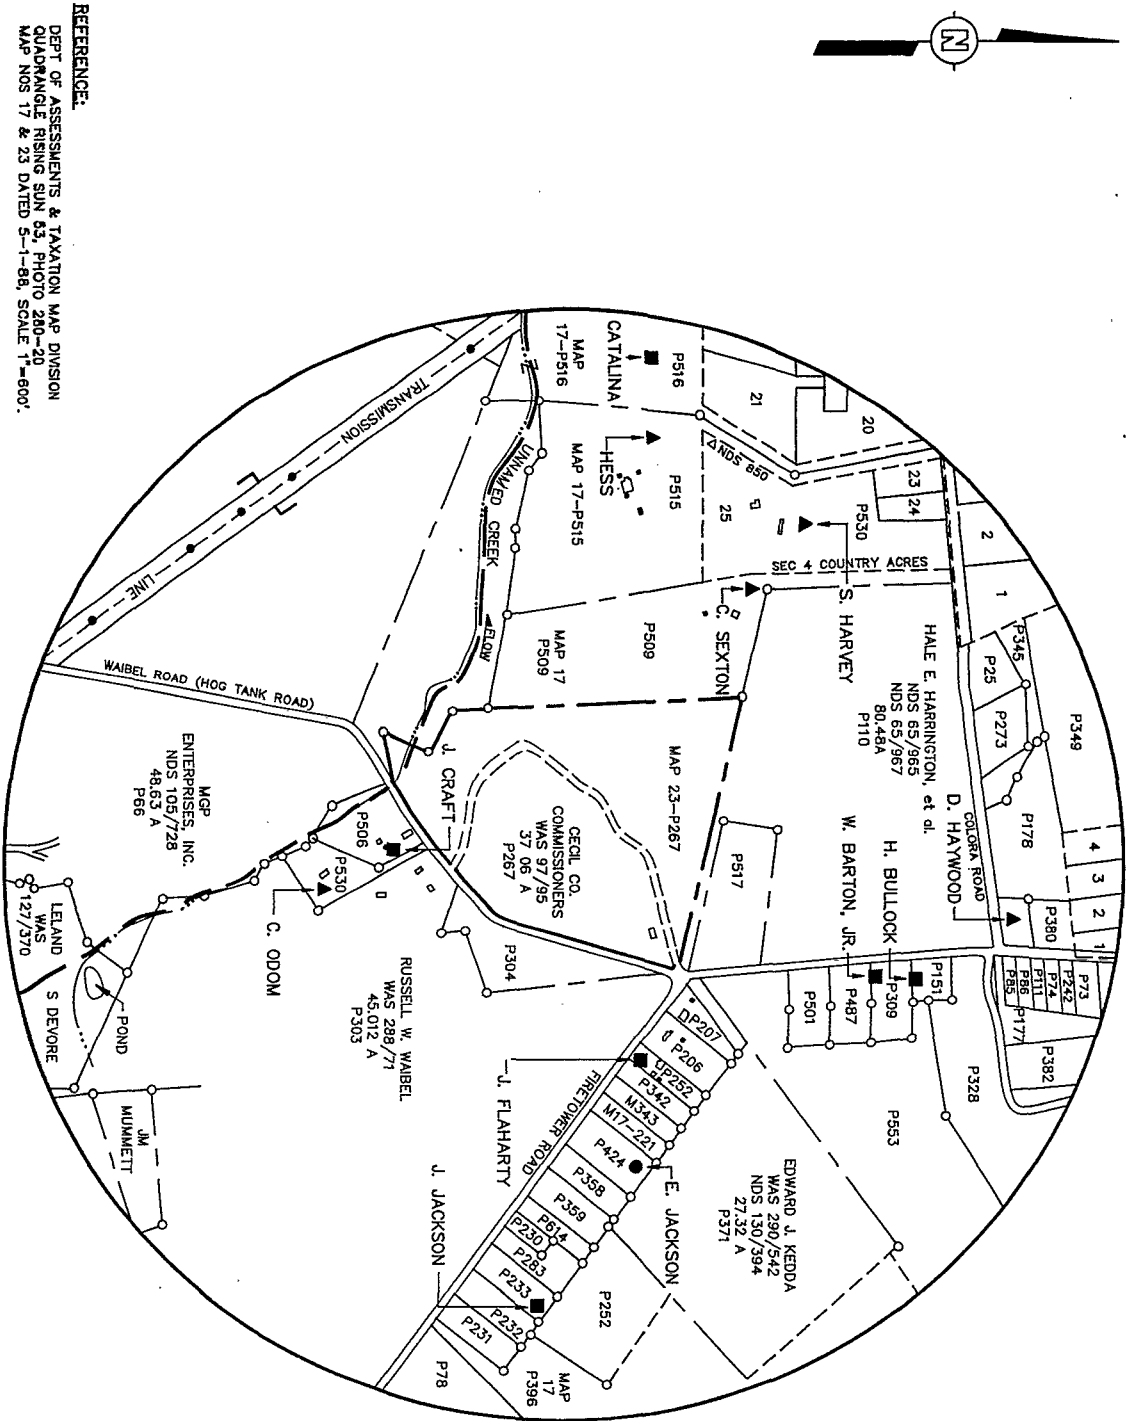 N
REFERENCE:
DEPT OF ASSESSMENTS & TAXATION MAP DIVISION
QUADRANGLE RISING SUN 63, PHOTO 280-20
MAP NOS 17 & 23 DATED 5-1-88, SCALE 1"=600'.
CATALINA
MAP
17-P516
P516
21
20
NDS 850
HESS
MAP 17-P515
P515
25
P530
23
24
2
1
SEC 4 COUNTRY ACRES
S. HARVEY
C. SEXTON
MAP 17
P509
P509
UNNAMED CREEK
FLOW
TRANSMISSION
LINE
WAIBEL ROAD (HOG TANK ROAD)
HALE E. HARRINGTON, et al.
NDS 65/965
NDS 65/967
80.48A
P110
P345
P25
P273
P349
P178
COLORA ROAD
D. HAYWOOD
4
3
2
1
P380
H. BULLOCK
W. BARTON, JR.
MAP 23-P267
P517
CECIL CO.
COMMISSIONERS
WAS 97/95
37 06 A
P267
J. CRAFT
P506
P530
C. ODOM
MGP
ENTERPRISES, INC.
NDS 105/728
48.63 A
P66
LELAND
WAS
127/370
S DEVORE
POND
JM
MUMMETT
P304
RUSSELL W. WAIBEL
WAS 288/71
45.012 A
P303
P151
P309
P487
P501
P73
P242
P74
P111
P86
P85
P177
P382
P328
P553
P207
P206
P252
P342
M343
M17-221
P424
P358
P359
P614
P230
P283
P233
P232
P231
J. FLAHARTY
FIRETOWER ROAD
E. JACKSON
J. JACKSON
EDWARD J. KEDDA
WAS 290/542
NDS 130/394
27.32 A
P371
P252
MAP
17
P396
P78